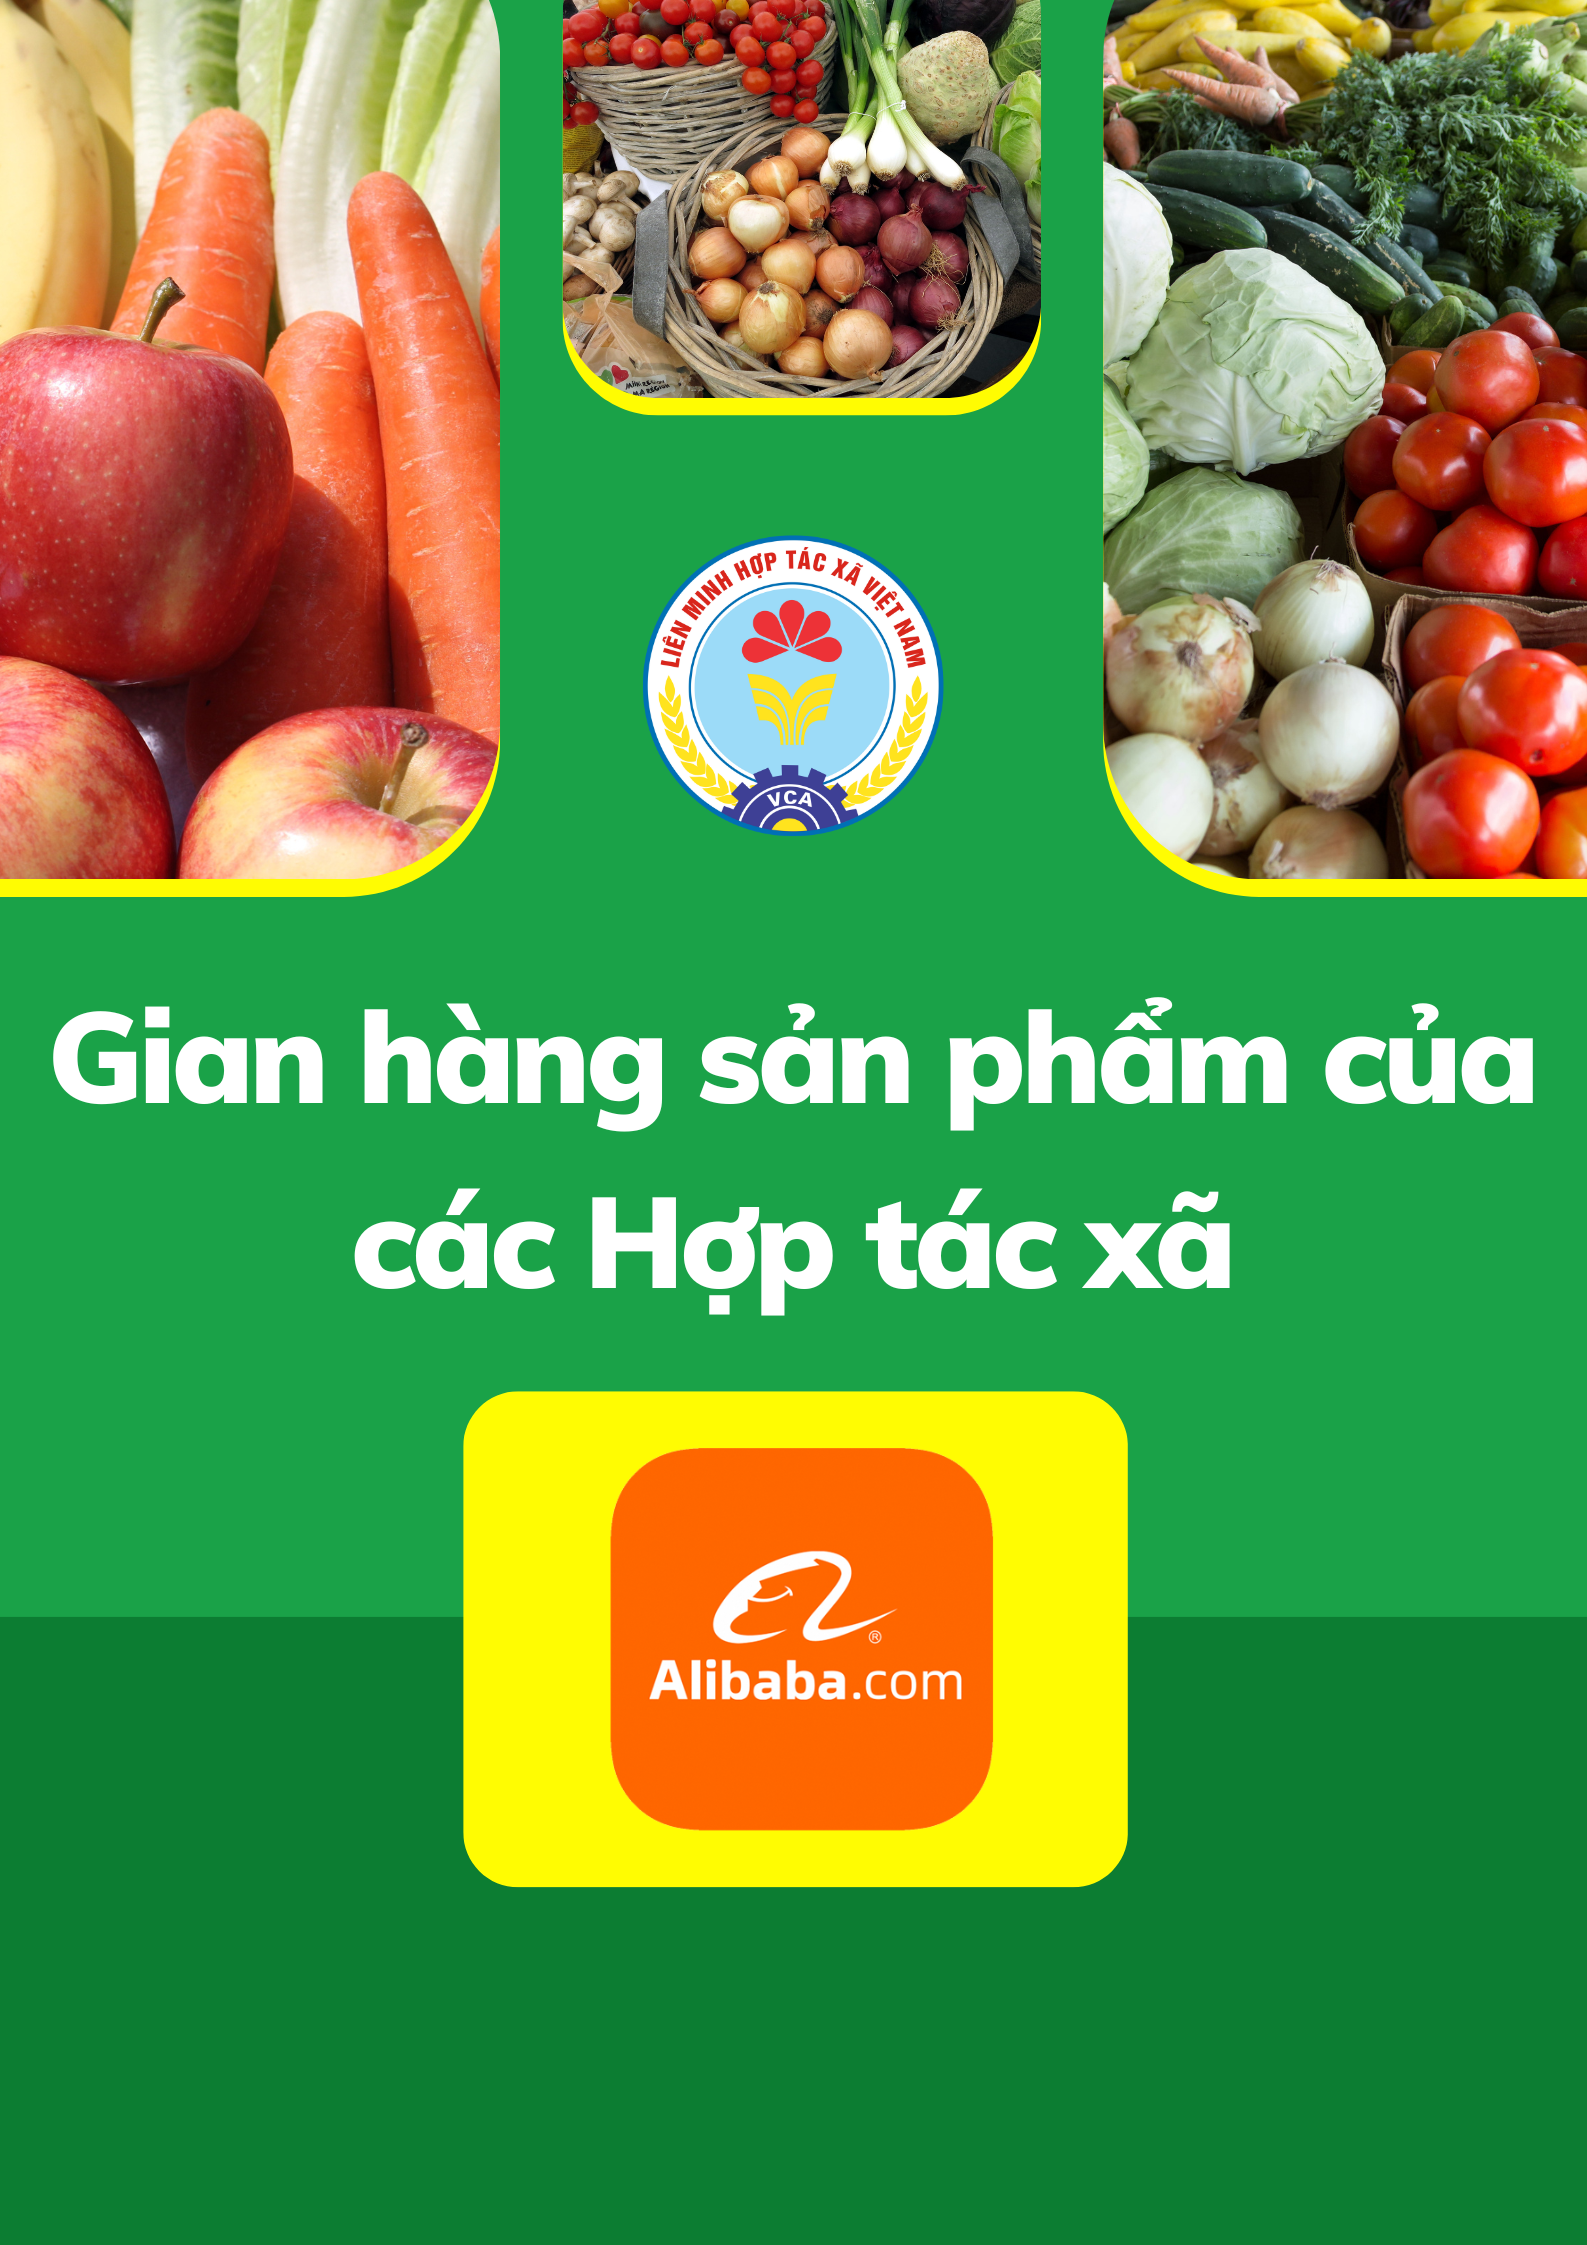 LIÊN MINH HỢP TÁC XÃ VIỆT NAM
VCA
Gian hàng sản phẩm của
các Hợp tác xã
®
Alibaba.com